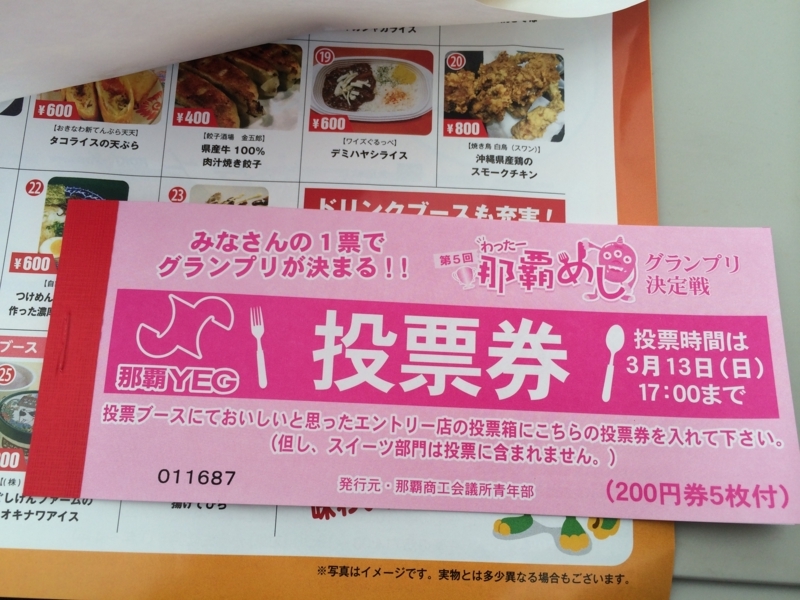 ¥600
【おきなわ新てんぷら天天】
タコライスの天ぷら
¥400
【餃子酒場 金五郎】
県産牛100%
肉汁焼き餃子
⑲
¥600
【ワイズぐるっぺ】
デミハヤシライス
⑳
¥800
【焼き鳥 白鳥（スワン）】
沖縄県産鶏の
スモークチキン
㉒
¥600
つけめん
作った濃厚
㉓
ドリンクブースも充実！
みなさんの１票で
グランプリが決まる！！
第5回
わったー
那覇めし
グランプリ
決定戦
那覇YEG
投票券
投票時間は
3月13日（日）
17：00まで
投票ブースにておいしいと思ったエントリー店の投票箱にこちらの投票券を入れて下さい。
（但し、スイーツ部門は投票に含まれません。）
011687
発行元・那覇商工会議所青年部
（200円券5枚付）
ブース
㉕
オキナワアイス
※写真はイメージです。実物とは多少異なる場合もございます。